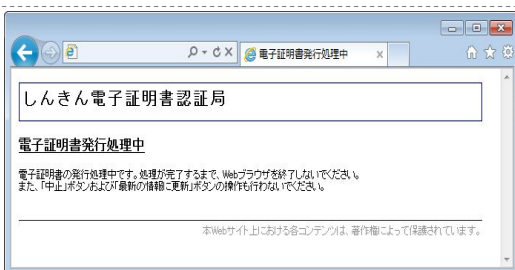 電子証明書発行処理中
しんきん電子証明書認証局
電子証明書発行処理中
電子証明書の発行処理中です。処理が完了するまで、Webブラウザを終了しないでください。
また、「中止」ボタンおよび「最新の情報に更新」ボタンの操作も行わないでください。
本Webサイト上における各コンテンツは、著作権によって保護されています。